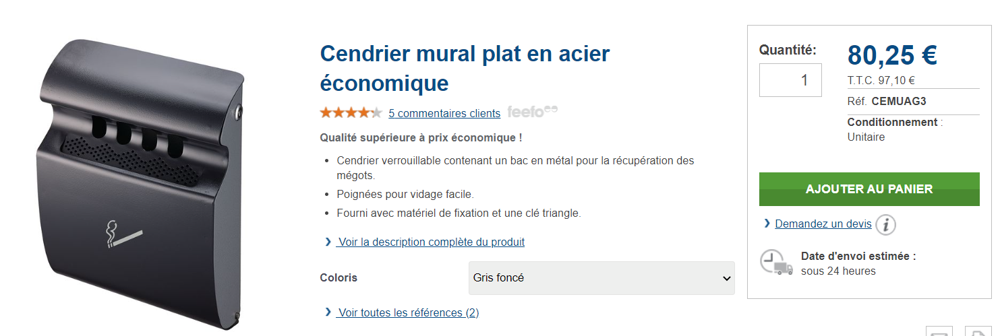 Cendrier mural plat en acier
économique
5 commentaires clients
feefo
Qualité supérieure à prix économique !
Cendrier verrouillable contenant un bac en métal pour la récupération des
mégots.
Poignées pour vidage facile.
Fourni avec matériel de fixation et une clé triangle.
Voir la description complète du produit
Coloris
Gris foncé
Voir toutes les références (2)
Quantité:
1
80,25 €
T.T.C. 97,10 €
Réf. CEMUAG3
Conditionnement :
Unitaire
AJOUTER AU PANIER
Demandez un devis
i
Date d'envoi estimée :
sous 24 heures